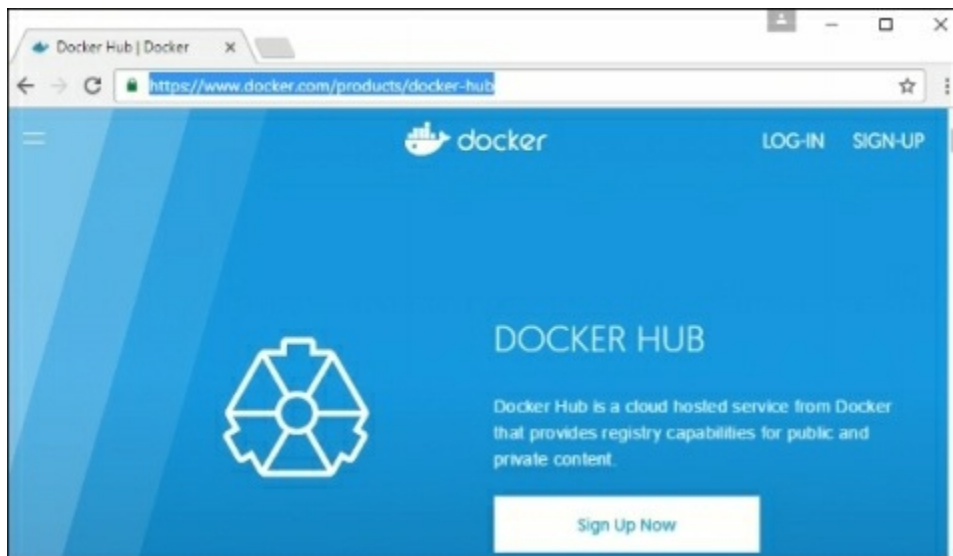 Docker Hub | Docker
https://www.docker.com/products/docker-hub
docker
LOG-IN
SIGN-UP
DOCKER HUB
Docker Hub is a cloud hosted service from Docker
that provides registry capabilities for public and
private content.
Sign Up Now